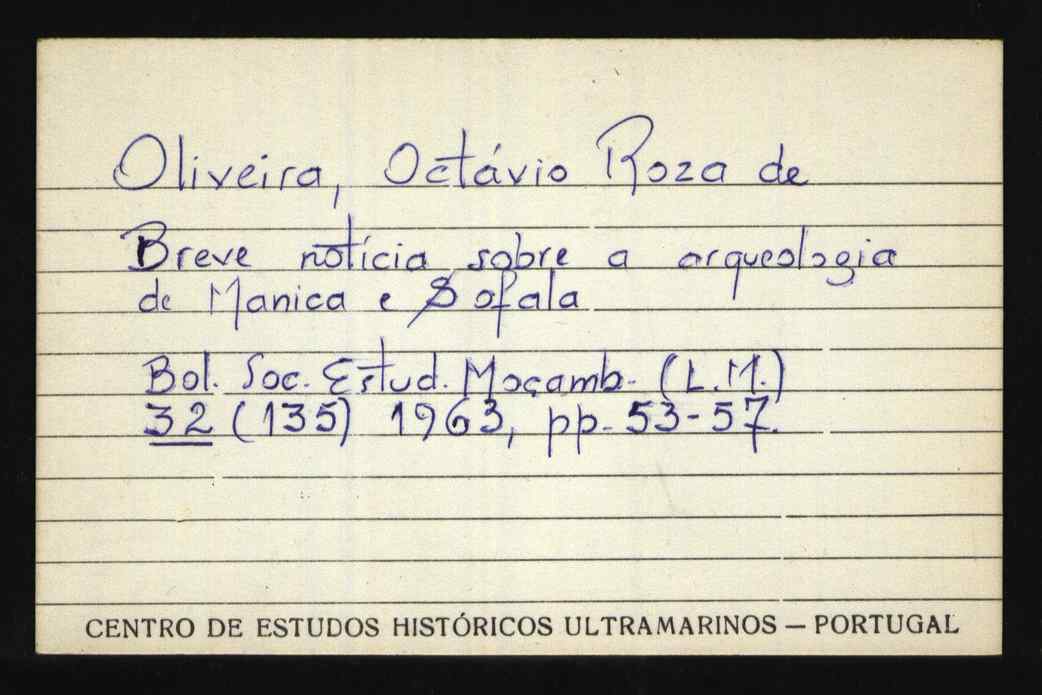 Oliveira, Octávio Roza de
Breve notícia sobre a arqueologia
de Manica e Sofala
Bol. Soc. Estud. Moçamb. (L.M.)
32 (135) 1963, pp. 53-57.
CENTRO DE ESTUDOS HISTÓRICOS ULTRAMARINOS — PORTUGAL